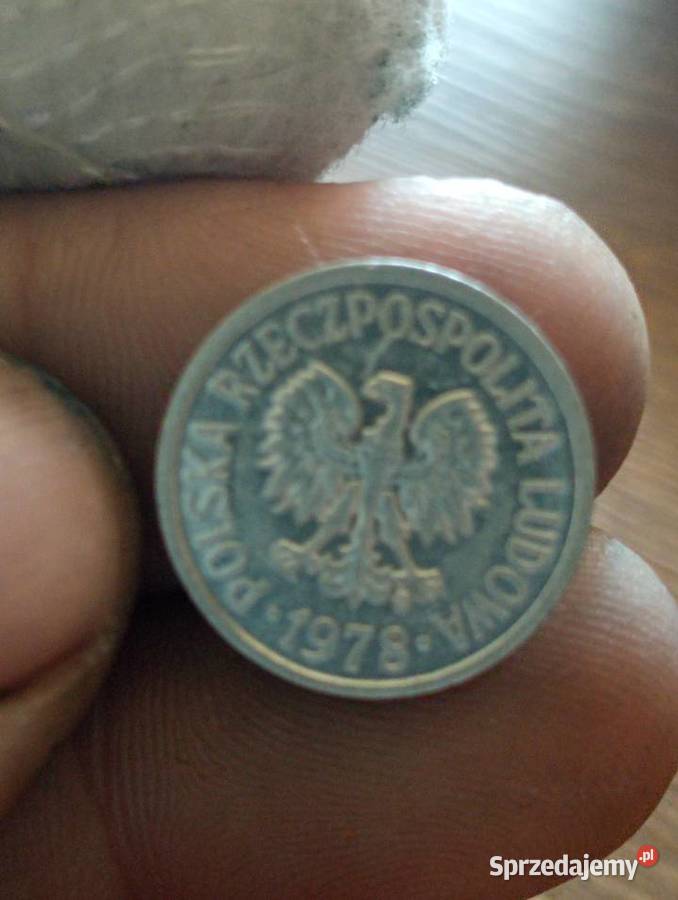 POLSKA RZECZPOSPOLITA LUDOWA
· 1978 ·
Sprzedajemy.pl